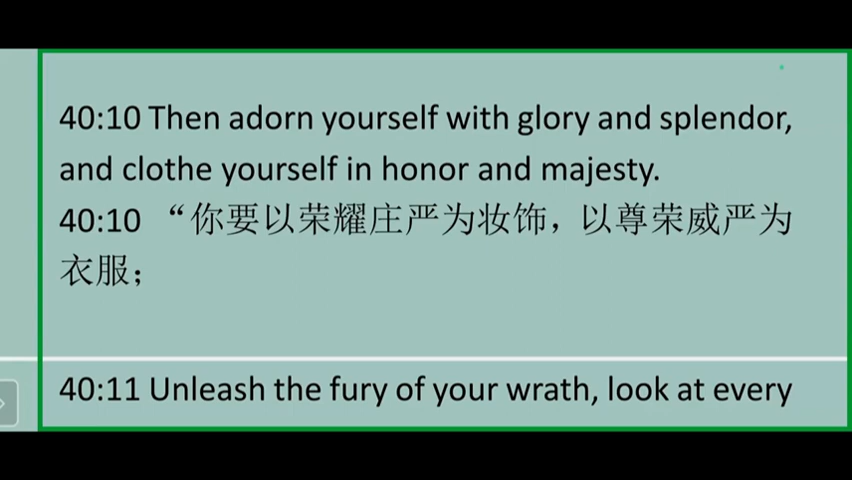 40:10 Then adorn yourself with glory and splendor,
and clothe yourself in honor and majesty.
40:10 “你要以荣耀庄严为妆饰，以尊荣威严为
衣服；
40:11 Unleash the fury of your wrath, look at every